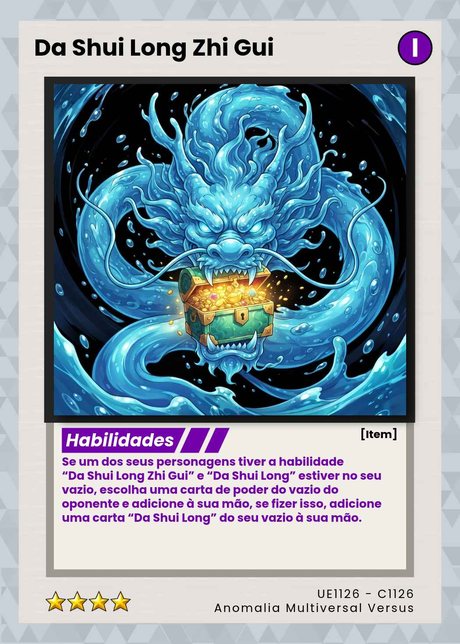 Da Shui Long Zhi Gui
I
Habilidades
[Item]
Se um dos seus personagens tiver a habilidade
“Da Shui Long Zhi Gui” e “Da Shui Long” estiver no seu
vazio, escolha uma carta de poder do vazio do
oponente e adicione à sua mão, se fizer isso, adicione
uma carta “Da Shui Long” do seu vazio à sua mão.
UE1126 - C1126
Anomalia Multiversal Versus